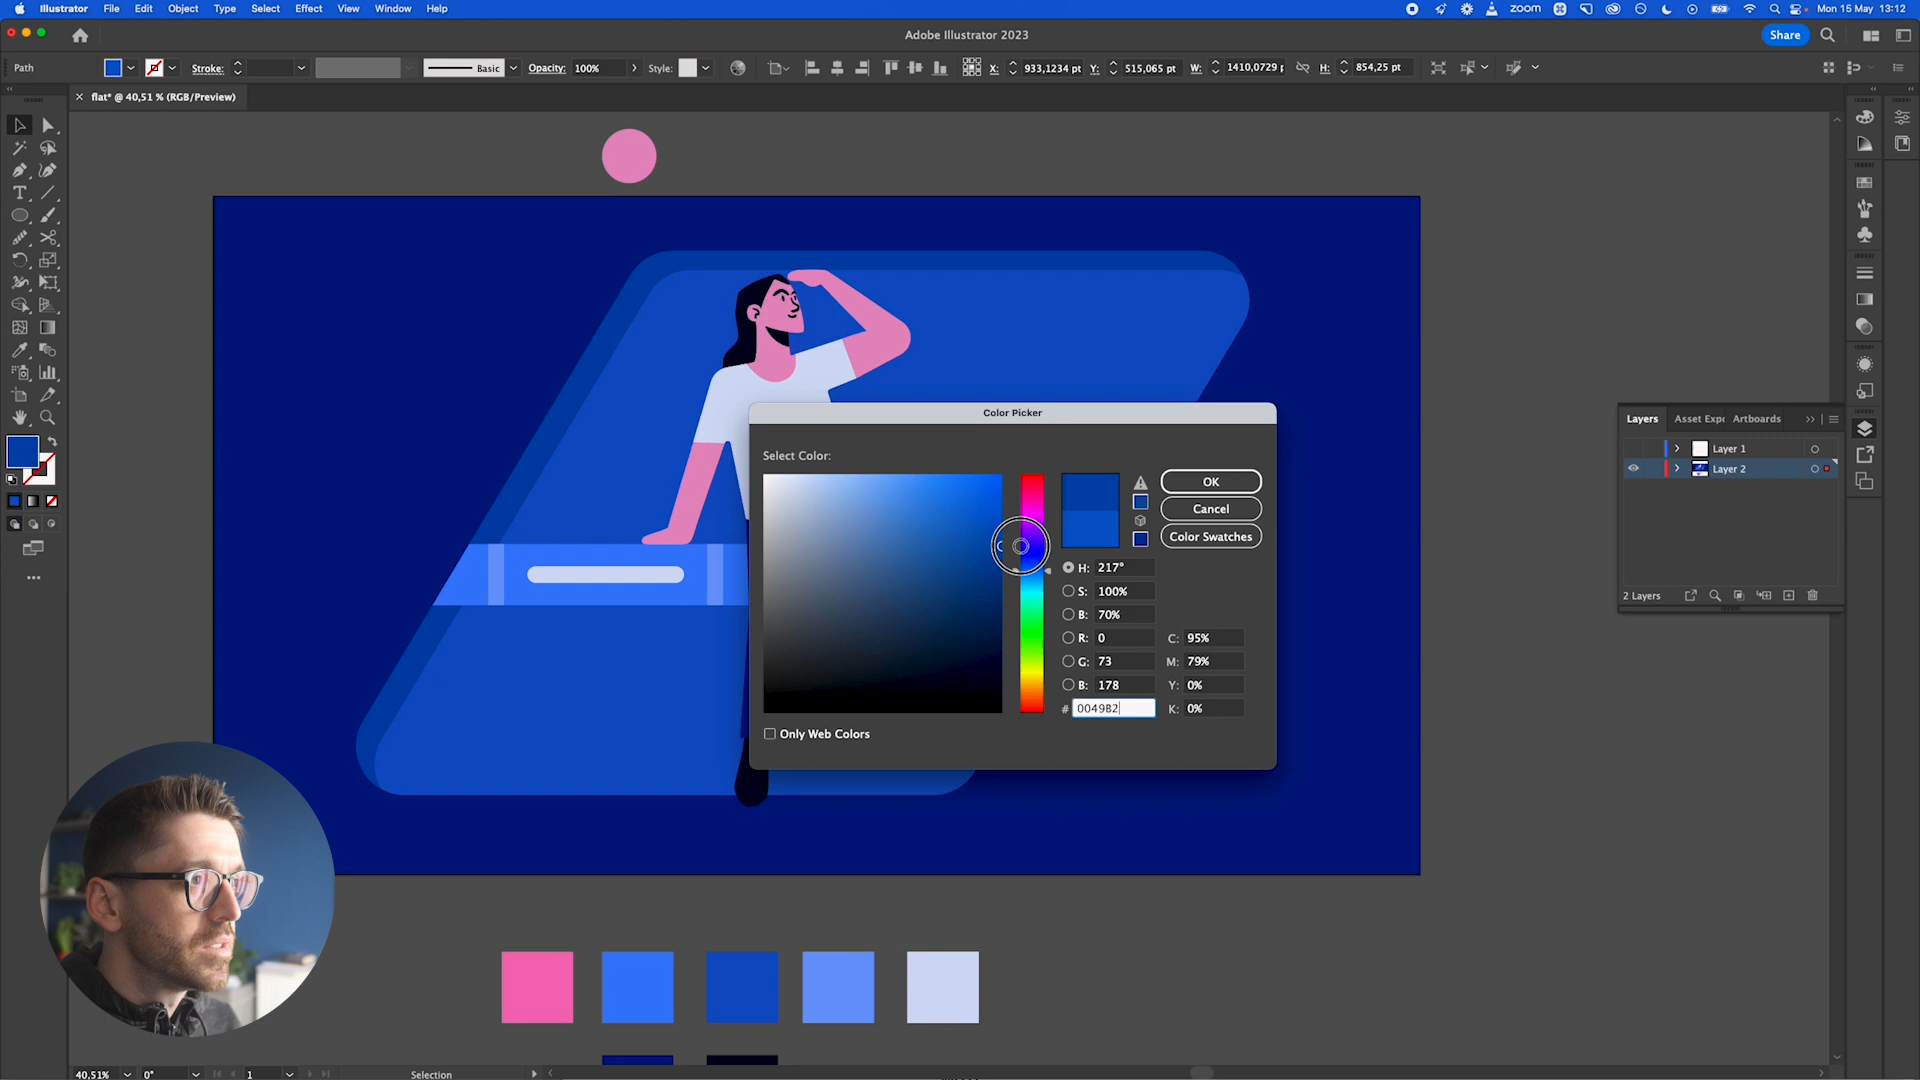 Illustrator File Edit Object Type Select Effect View Window Help zoom Mon 15 May 13:12
Adobe Illustrator 2023 Share
Path Stroke: Basic Opacity: 100% Style: X: 933,1234 pt Y: 515,065 pt W: 1410,0729 H: 854,25 pt
flat* @ 40,51 % (RGB/Preview)
Color Picker
Select Color:
OK
Cancel
Color Swatches
H: 217°
S: 100%
B: 70%
R: 0 C: 95%
G: 73 M: 79%
B: 178 Y: 0%
# 0049B2 K: 0%
Only Web Colors
Layers Asset Expo Artboards
Layer 1
Layer 2
2 Layers
40,51% 0° 1 Selection